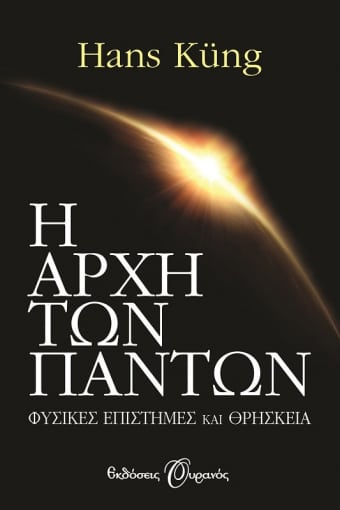 Hans Küng
Η
ΑΡΧΗ
ΤΩΝ
ΠΑΝΤΩΝ
ΦΥΣΙΚΕΣ ΕΠΙΣΤΗΜΕΣ ΚΑΙ ΘΡΗΣΚΕΙΑ
Εκδόσεις Ουρανός